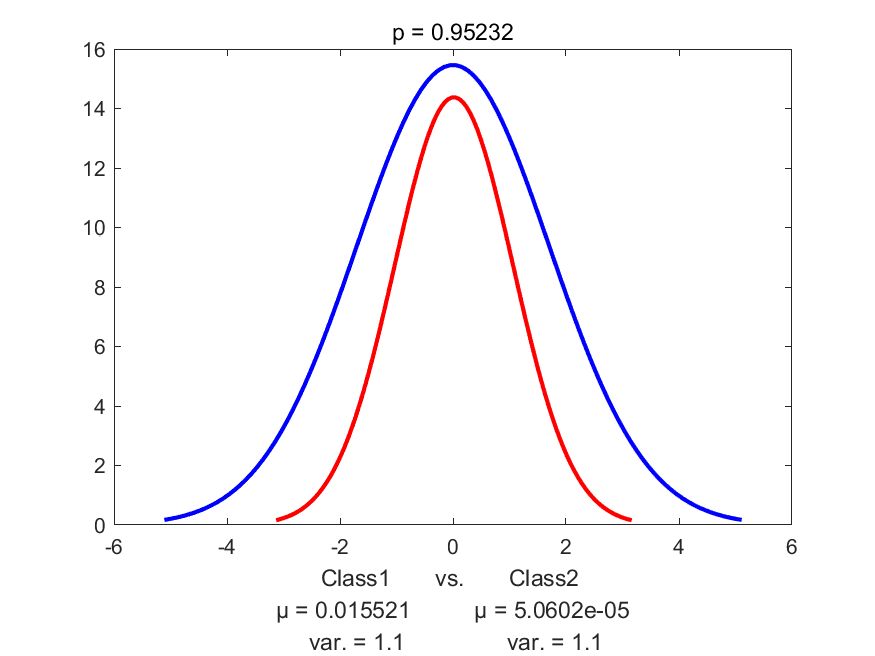 p = 0.95232
16
14
12
10
8
6
4
2
0
-6 -4 -2 0 2 4 6
Class1 vs. Class2
μ = 0.015521 μ = 5.0602e-05
var. = 1.1 var. = 1.1